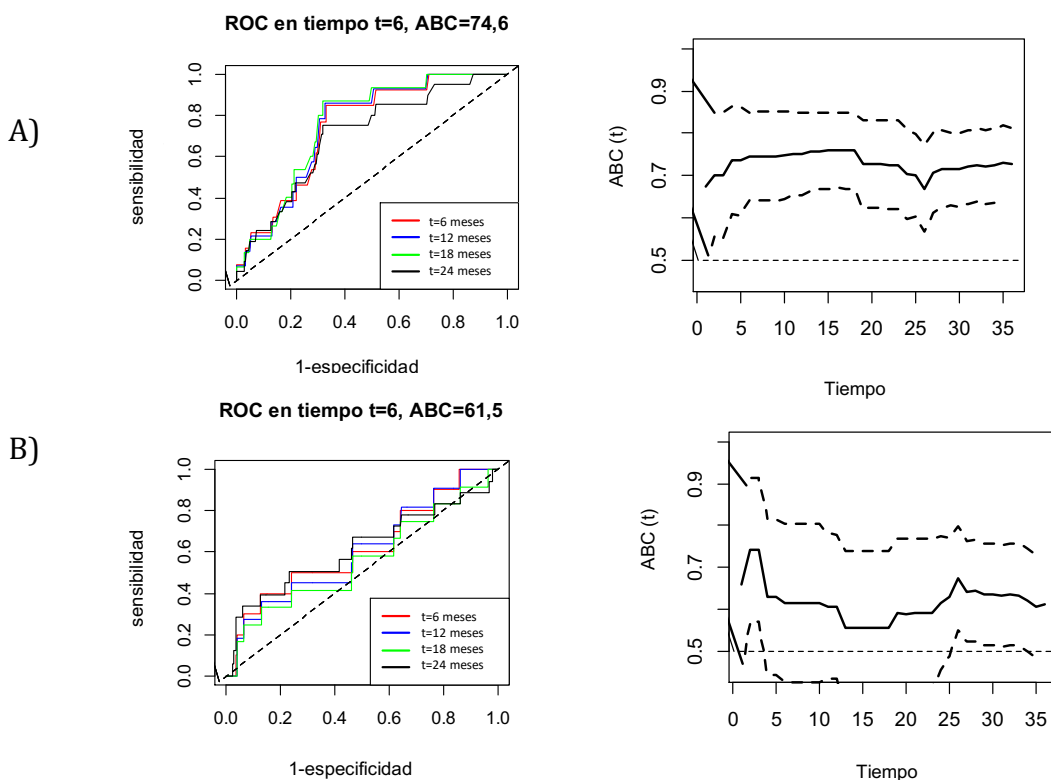 A)
ROC en tiempo t=6, ABC=74,6
sensibilidad
0.0 0.2 0.4 0.6 0.8 1.0
t=6 meses
t=12 meses
t=18 meses
t=24 meses
0.0 0.2 0.4 0.6 0.8 1.0
1-especificidad
ABC (t)
0.5 0.7 0.9
0 5 10 15 20 25 30 35
Tiempo
B)
ROC en tiempo t=6, ABC=61,5
sensibilidad
0.0 0.2 0.4 0.6 0.8 1.0
t=6 meses
t=12 meses
t=18 meses
t=24 meses
0.0 0.2 0.4 0.6 0.8 1.0
1-especificidad
ABC (t)
0.5 0.7 0.9
0 5 10 15 20 25 30 35
Tiempo